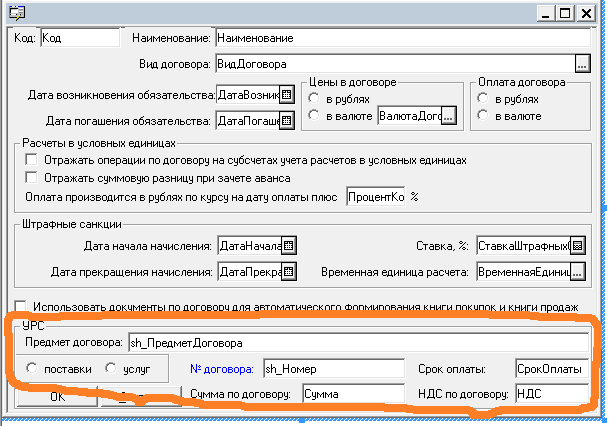 Код: Код Наименование: Наименование
Вид договора: ВидДоговора ...
Дата возникновения обязательства: ДатаВозник
Дата погашения обязательства: ДатаПогаше
Цены в договоре
в рублях
в валюте ВалютаДого ...
Оплата договора
в рублях
в валюте
Расчеты в условных единицах
Отражать операции по договору на субсчетах учета расчетов в условных единицах
Отражать суммовую разницу при зачете аванса
Оплата производится в рублях по курсу на дату оплаты плюс ПроцентКо %
Штрафные санкции
Дата начала начисления: ДатаНачала Ставка, %: СтавкаШтрафных
Дата прекращения начисления: ДатаПрекра Временная единица расчета: ВременнаяЕдиниц ...
Использовать документы по договору для автоматического формирования книги покупок и книги продаж
УРС
Предмет договора: sh_ПредметДоговора
поставки услуг № договора: sh_Номер Срок оплаты: СрокОплаты
OK Сумма по договору: Сумма НДС по договору: НДС